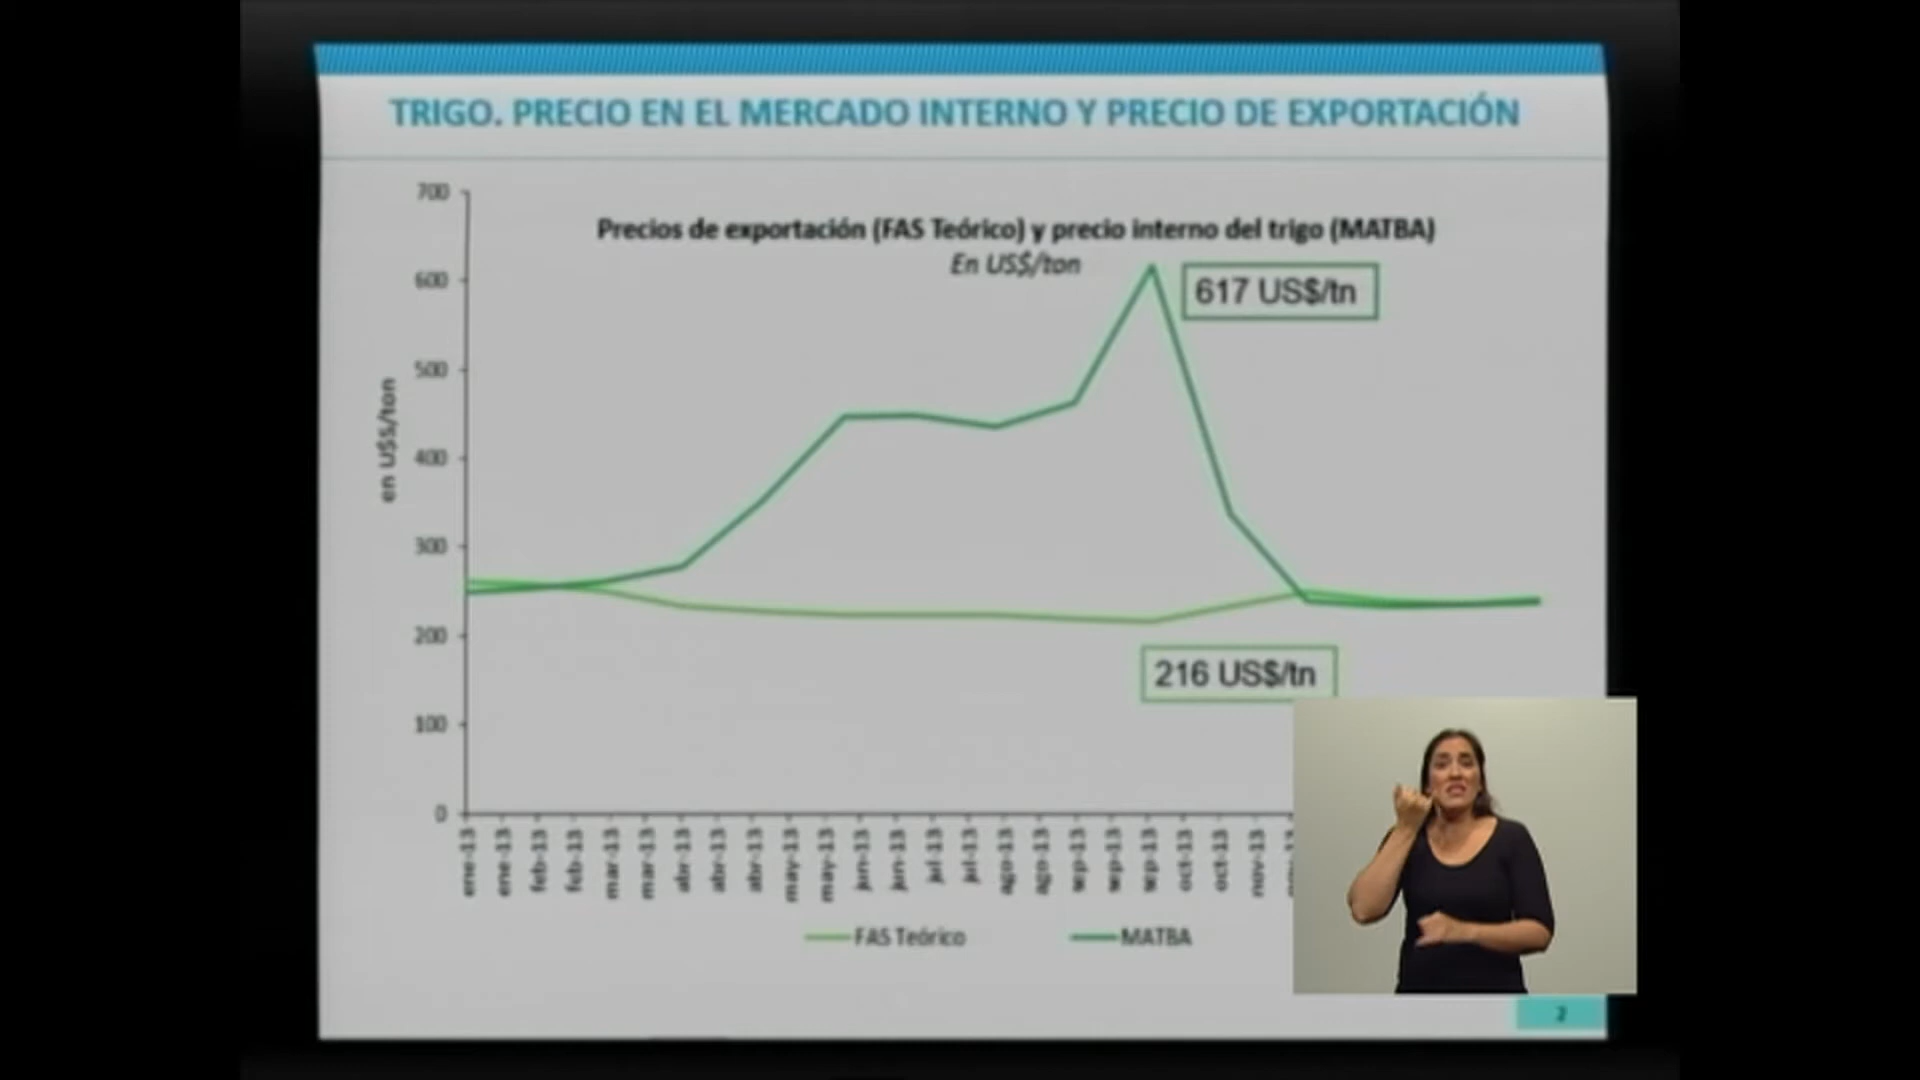 TRIGO. PRECIO EN EL MERCADO INTERNO Y PRECIO DE EXPORTACIÓN
Precios de exportación (FAS Teórico) y precio interno del trigo (MATBA)
En US$/ton
en US$/ton
700
600
500
400
300
200
100
0
617 US$/tn
216 US$/tn
ene-13
ene-13
feb-13
feb-13
mar-13
mar-13
abr-13
abr-13
abr-13
may-13
may-13
jun-13
jun-13
jul-13
jul-13
ago-13
ago-13
sep-13
sep-13
sep-13
oct-13
oct-13
nov-13
FAS Teórico
MATBA
2